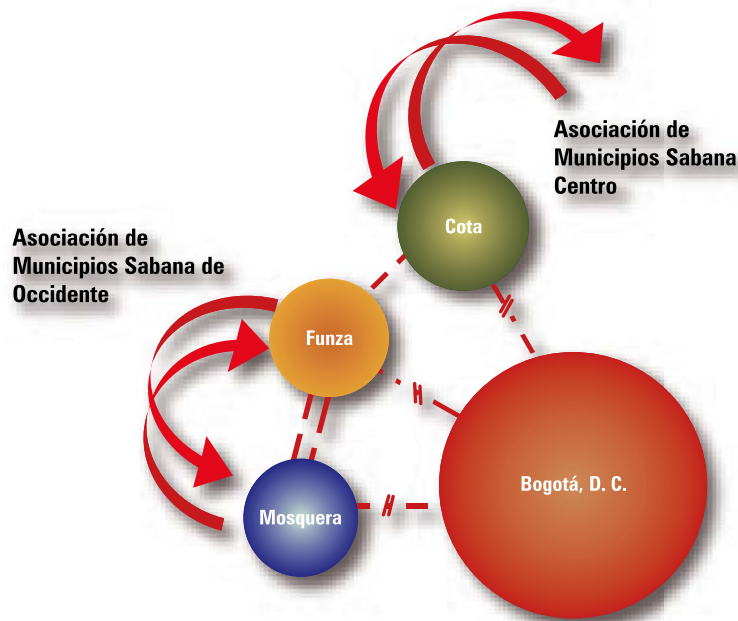 Asociación de
Municipios Sabana
Centro
Cota
Asociación de
Municipios Sabana de
Occidente
Funza
Bogotá, D. C.
Mosquera